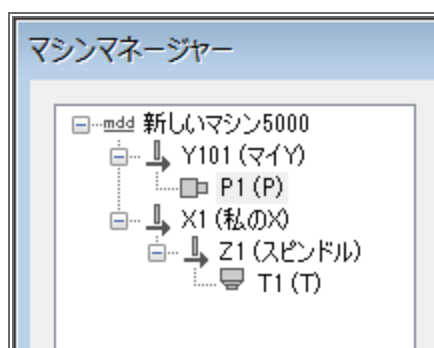 マシンマネージャー
mdd 新しいマシン5000
Y101 (マイY)
P1 (P)
X1 (私のX)
Z1 (スピンドル)
T1 (T)